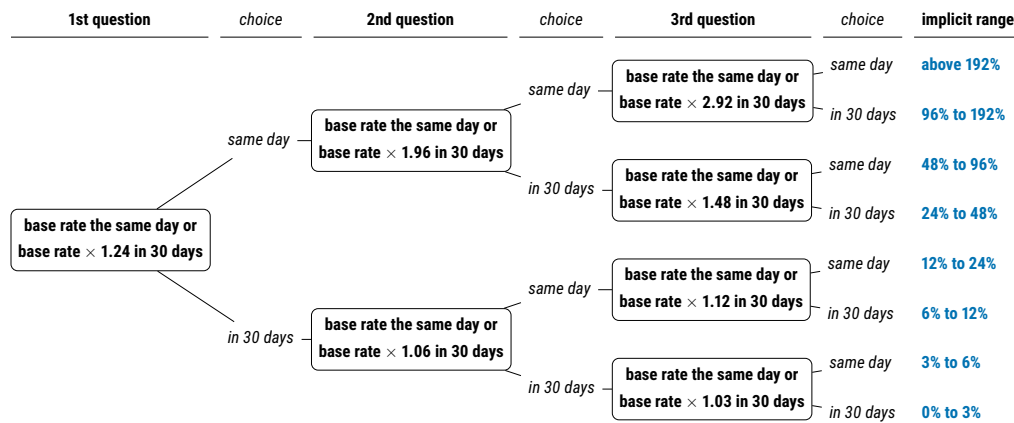 1st question choice 2nd question choice 3rd question choice implicit range
base rate the same day or
base rate × 1.24 in 30 days
same day
in 30 days
base rate the same day or
base rate × 1.96 in 30 days
base rate the same day or
base rate × 1.06 in 30 days
same day
in 30 days
same day
in 30 days
base rate the same day or
base rate × 2.92 in 30 days
base rate the same day or
base rate × 1.48 in 30 days
base rate the same day or
base rate × 1.12 in 30 days
base rate the same day or
base rate × 1.03 in 30 days
same day above 192%
in 30 days 96% to 192%
same day 48% to 96%
in 30 days 24% to 48%
same day 12% to 24%
in 30 days 6% to 12%
same day 3% to 6%
in 30 days 0% to 3%